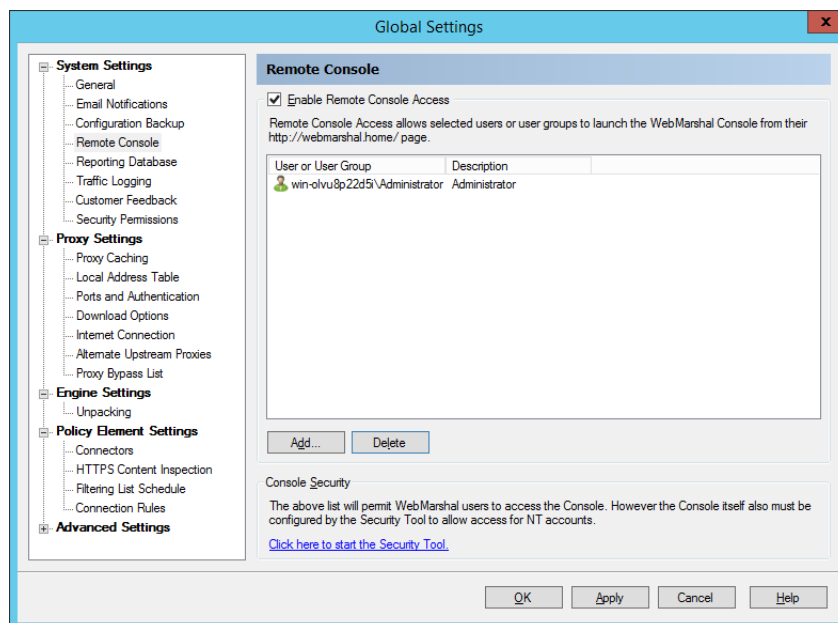 Global Settings
x
System Settings
General
Email Notifications
Configuration Backup
Remote Console
Reporting Database
Traffic Logging
Customer Feedback
Security Permissions
Proxy Settings
Proxy Caching
Local Address Table
Ports and Authentication
Download Options
Internet Connection
Alternate Upstream Proxies
Proxy Bypass List
Engine Settings
Unpacking
Policy Element Settings
Connectors
HTTPS Content Inspection
Filtering List Schedule
Connection Rules
Advanced Settings
Remote Console
Enable Remote Console Access
Remote Console Access allows selected users or user groups to launch the WebMarshal Console from their
http://webmarshal.home/ page.
User or User Group Description
win-olvu8p22d5i\Administrator Administrator
Add... Delete
Console Security
The above list will permit WebMarshal users to access the Console. However the Console itself also must be
configured by the Security Tool to allow access for NT accounts.
Click here to start the Security Tool.
OK Apply Cancel Help